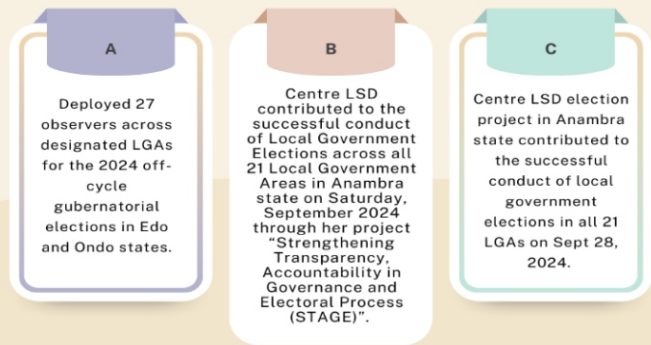 A
Deployed 27
observers across
designated LGAs
for the 2024 off-
cycle
gubernatorial
elections in Edo
and Ondo states.
B
Centre LSD
contributed to the
successful conduct
of Local Government
Elections across all
21 Local Government
Areas in Anambra
state on Saturday,
September 2024
through her project
“Strengthening
Transparency,
Accountability in
Governance and
Electoral Process
(STAGE)”.
C
Centre LSD election
project in Anambra
state contributed to
the successful
conduct of local
government
elections in all 21
LGAs on Sept 28,
2024.